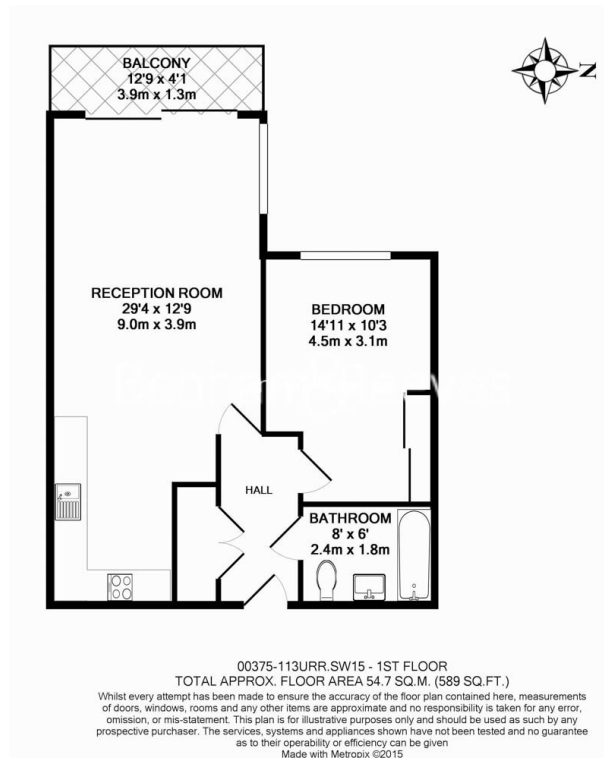 BALCONY
12'9 x 4'1
3.9m x 1.3m
N
RECEPTION ROOM
29'4 x 12'9
9.0m x 3.9m
BEDROOM
14'11 x 10'3
4.5m x 3.1m
Benham & Reeves
HALL
BATHROOM
8' x 6'
2.4m x 1.8m
00375-113URR.SW15 - 1ST FLOOR
TOTAL APPROX. FLOOR AREA 54.7 SQ.M. (589 SQ.FT.)
Whilst every attempt has been made to ensure the accuracy of the floor plan contained here, measurements
of doors, windows, rooms and any other items are approximate and no responsibility is taken for any error,
omission, or mis-statement. This plan is for illustrative purposes only and should be used as such by any
prospective purchaser. The services, systems and appliances shown have not been tested and no guarantee
as to their operability or efficiency can be given
Made with Metropix ©2015